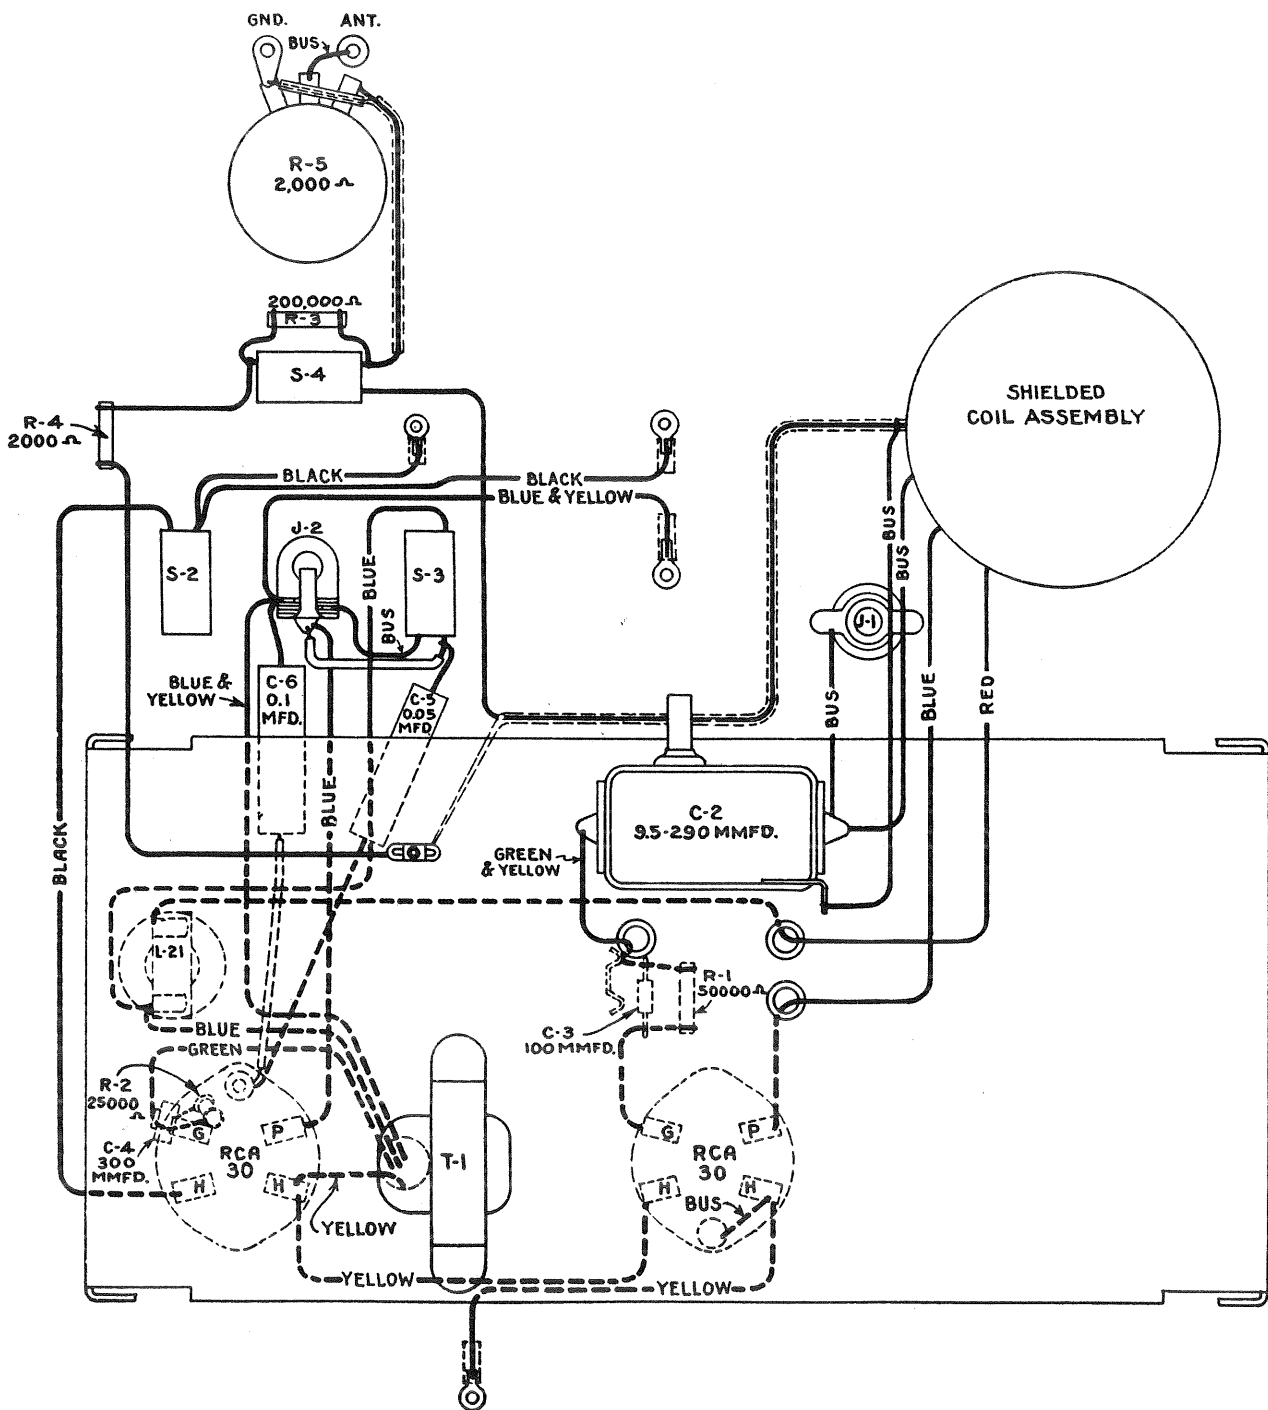 GND.
ANT.
BUS
R-5
2,000 Ω
200,000 Ω
R-3
S-4
R-4
2000 Ω
SHIELDED
COIL ASSEMBLY
BLACK
BLACK
BLUE & YELLOW
J-2
S-2
S-3
BLUE
BUS
BUS
BUS
J-1
BLUE &
YELLOW
C-6
0.1
MFD.
C-5
0.05
MFD
BUS
BLUE
RED
BLACK
BLUE
C-2
9.5-290 MMFD.
GREEN
& YELLOW
L-21
R-1
50000 Ω
C-3
100 MMFD.
BLUE
GREEN
R-2
25000
Ω
C-4
300
MMFD.
G
P
RCA
30
H
H
T-1
G
P
RCA
30
H
H
BUS
YELLOW
YELLOW
YELLOW